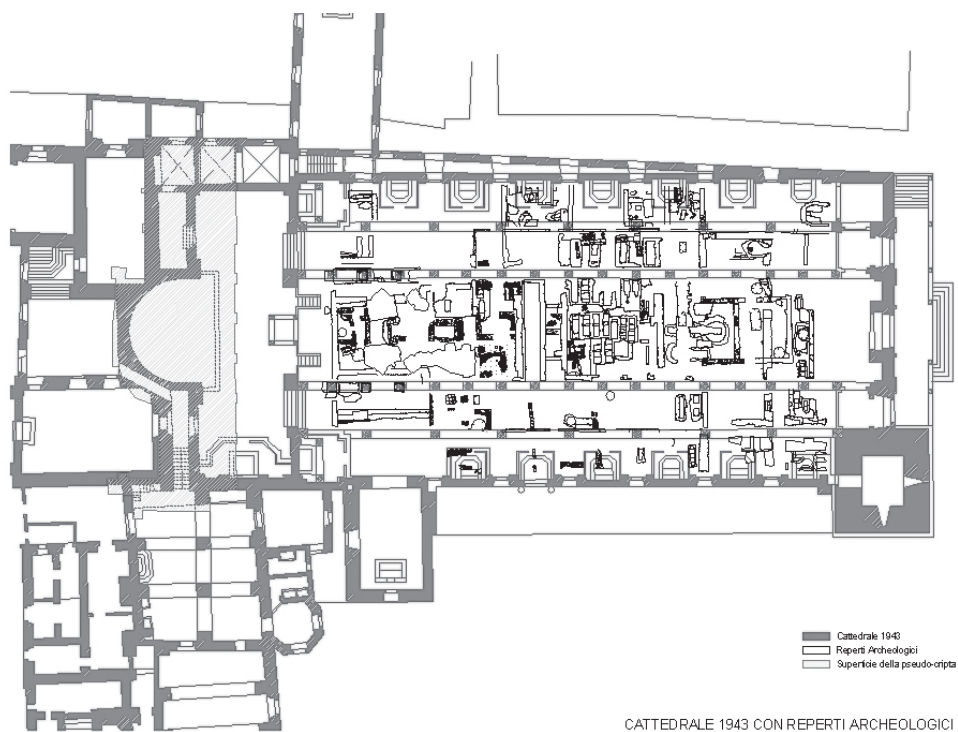 Cattedrale 1943
Reperti Archeologici
Superficie della pseudo-cripta
CATTEDRALE 1943 CON REPERTI ARCHEOLOGICI